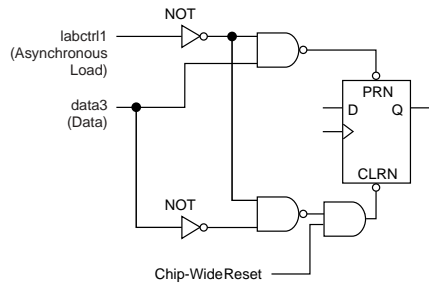 NOT
labctrl1
(Asynchronous
Load)
PRN
data3
(Data)
D
Q
CLRN
NOT
Chip-Wide Reset